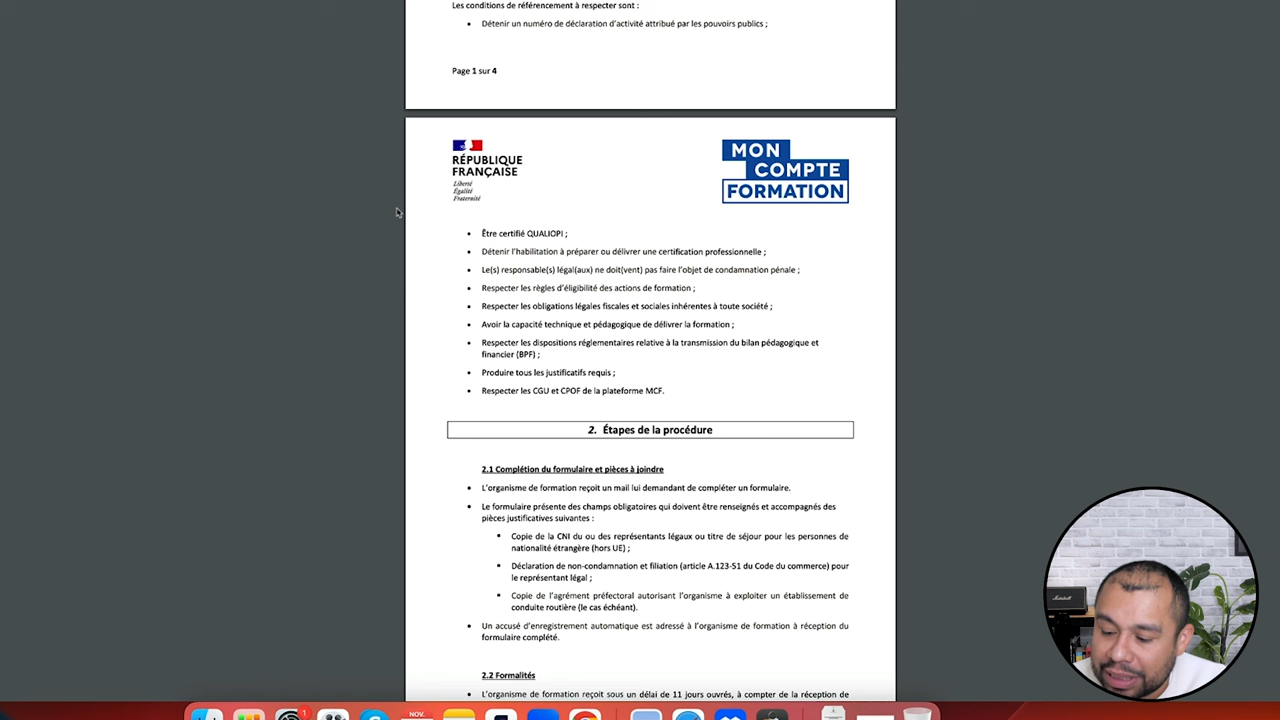 Les conditions de référencement à respecter sont :
• Détenir un numéro de déclaration d'activité attribué par les pouvoirs publics ;
Page 1 sur 4
RÉPUBLIQUE
FRANÇAISE
Liberté
Égalité
Fraternité
MON
COMPTE
FORMATION
• Être certifié QUALIOPI ;
• Détenir l'habilitation à préparer ou délivrer une certification professionnelle ;
• Le(s) responsable(s) légal(aux) ne doit(vent) pas faire l'objet de condamnation pénale ;
• Respecter les règles d'éligibilité des actions de formation ;
• Respecter les obligations légales fiscales et sociales inhérentes à toute société ;
• Avoir la capacité technique et pédagogique de délivrer la formation ;
• Respecter les dispositions réglementaires relative à la transmission du bilan pédagogique et
financier (BPF) ;
• Produire tous les justificatifs requis ;
• Respecter les CGU et CPOF de la plateforme MCF.
2. Étapes de la procédure
2.1 Complétion du formulaire et pièces à joindre
• L'organisme de formation reçoit un mail lui demandant de compléter un formulaire.
• Le formulaire présente des champs obligatoires qui doivent être renseignés et accompagnés des
pièces justificatives suivantes :
▪ Copie de la CNI du ou des représentants légaux ou titre de séjour pour les personnes de
nationalité étrangère (hors UE) ;
▪ Déclaration de non-condamnation et filiation (article A.123-51 du Code du commerce) pour
le représentant légal ;
▪ Copie de l'agrément préfectoral autorisant l'organisme à exploiter un établissement de
conduite routière (le cas échéant).
• Un accusé d'enregistrement automatique est adressé à l'organisme de formation à réception du
formulaire complété.
2.2 Formalités
• L'organisme de formation reçoit sous un délai de 11 jours ouvrés, à compter de la réception de
Marshall
1
NOV.